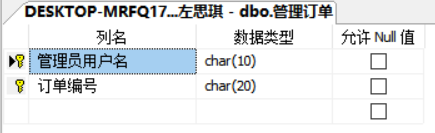 DESKTOP-MRFQ17...左思琪 - dbo.管理订单
列名 数据类型 允许 Null 值
管理员用户名 char(10)
订单编号 char(20)